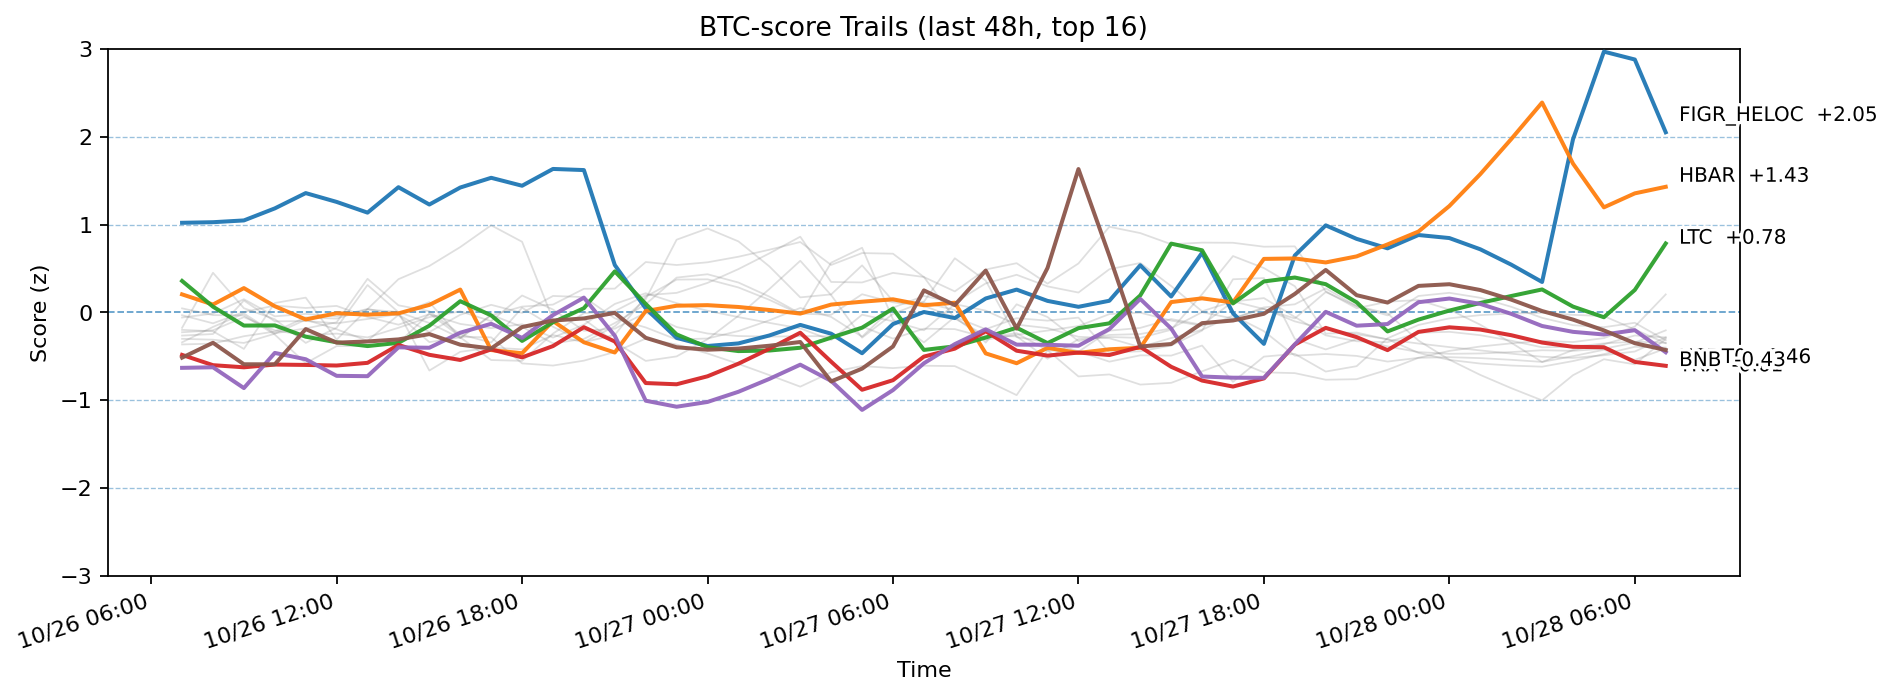 BTC-score Trails (last 48h, top 16)
3
2
1
0
−1
−2
−3
Score (z)
FIGR_HELOC +2.05
HBAR +1.43
LTC +0.78
BNB
10/26 06:00
10/26 12:00
10/26 18:00
10/27 00:00
10/27 06:00
10/27 12:00
10/27 18:00
10/28 00:00
10/28 06:00
Time